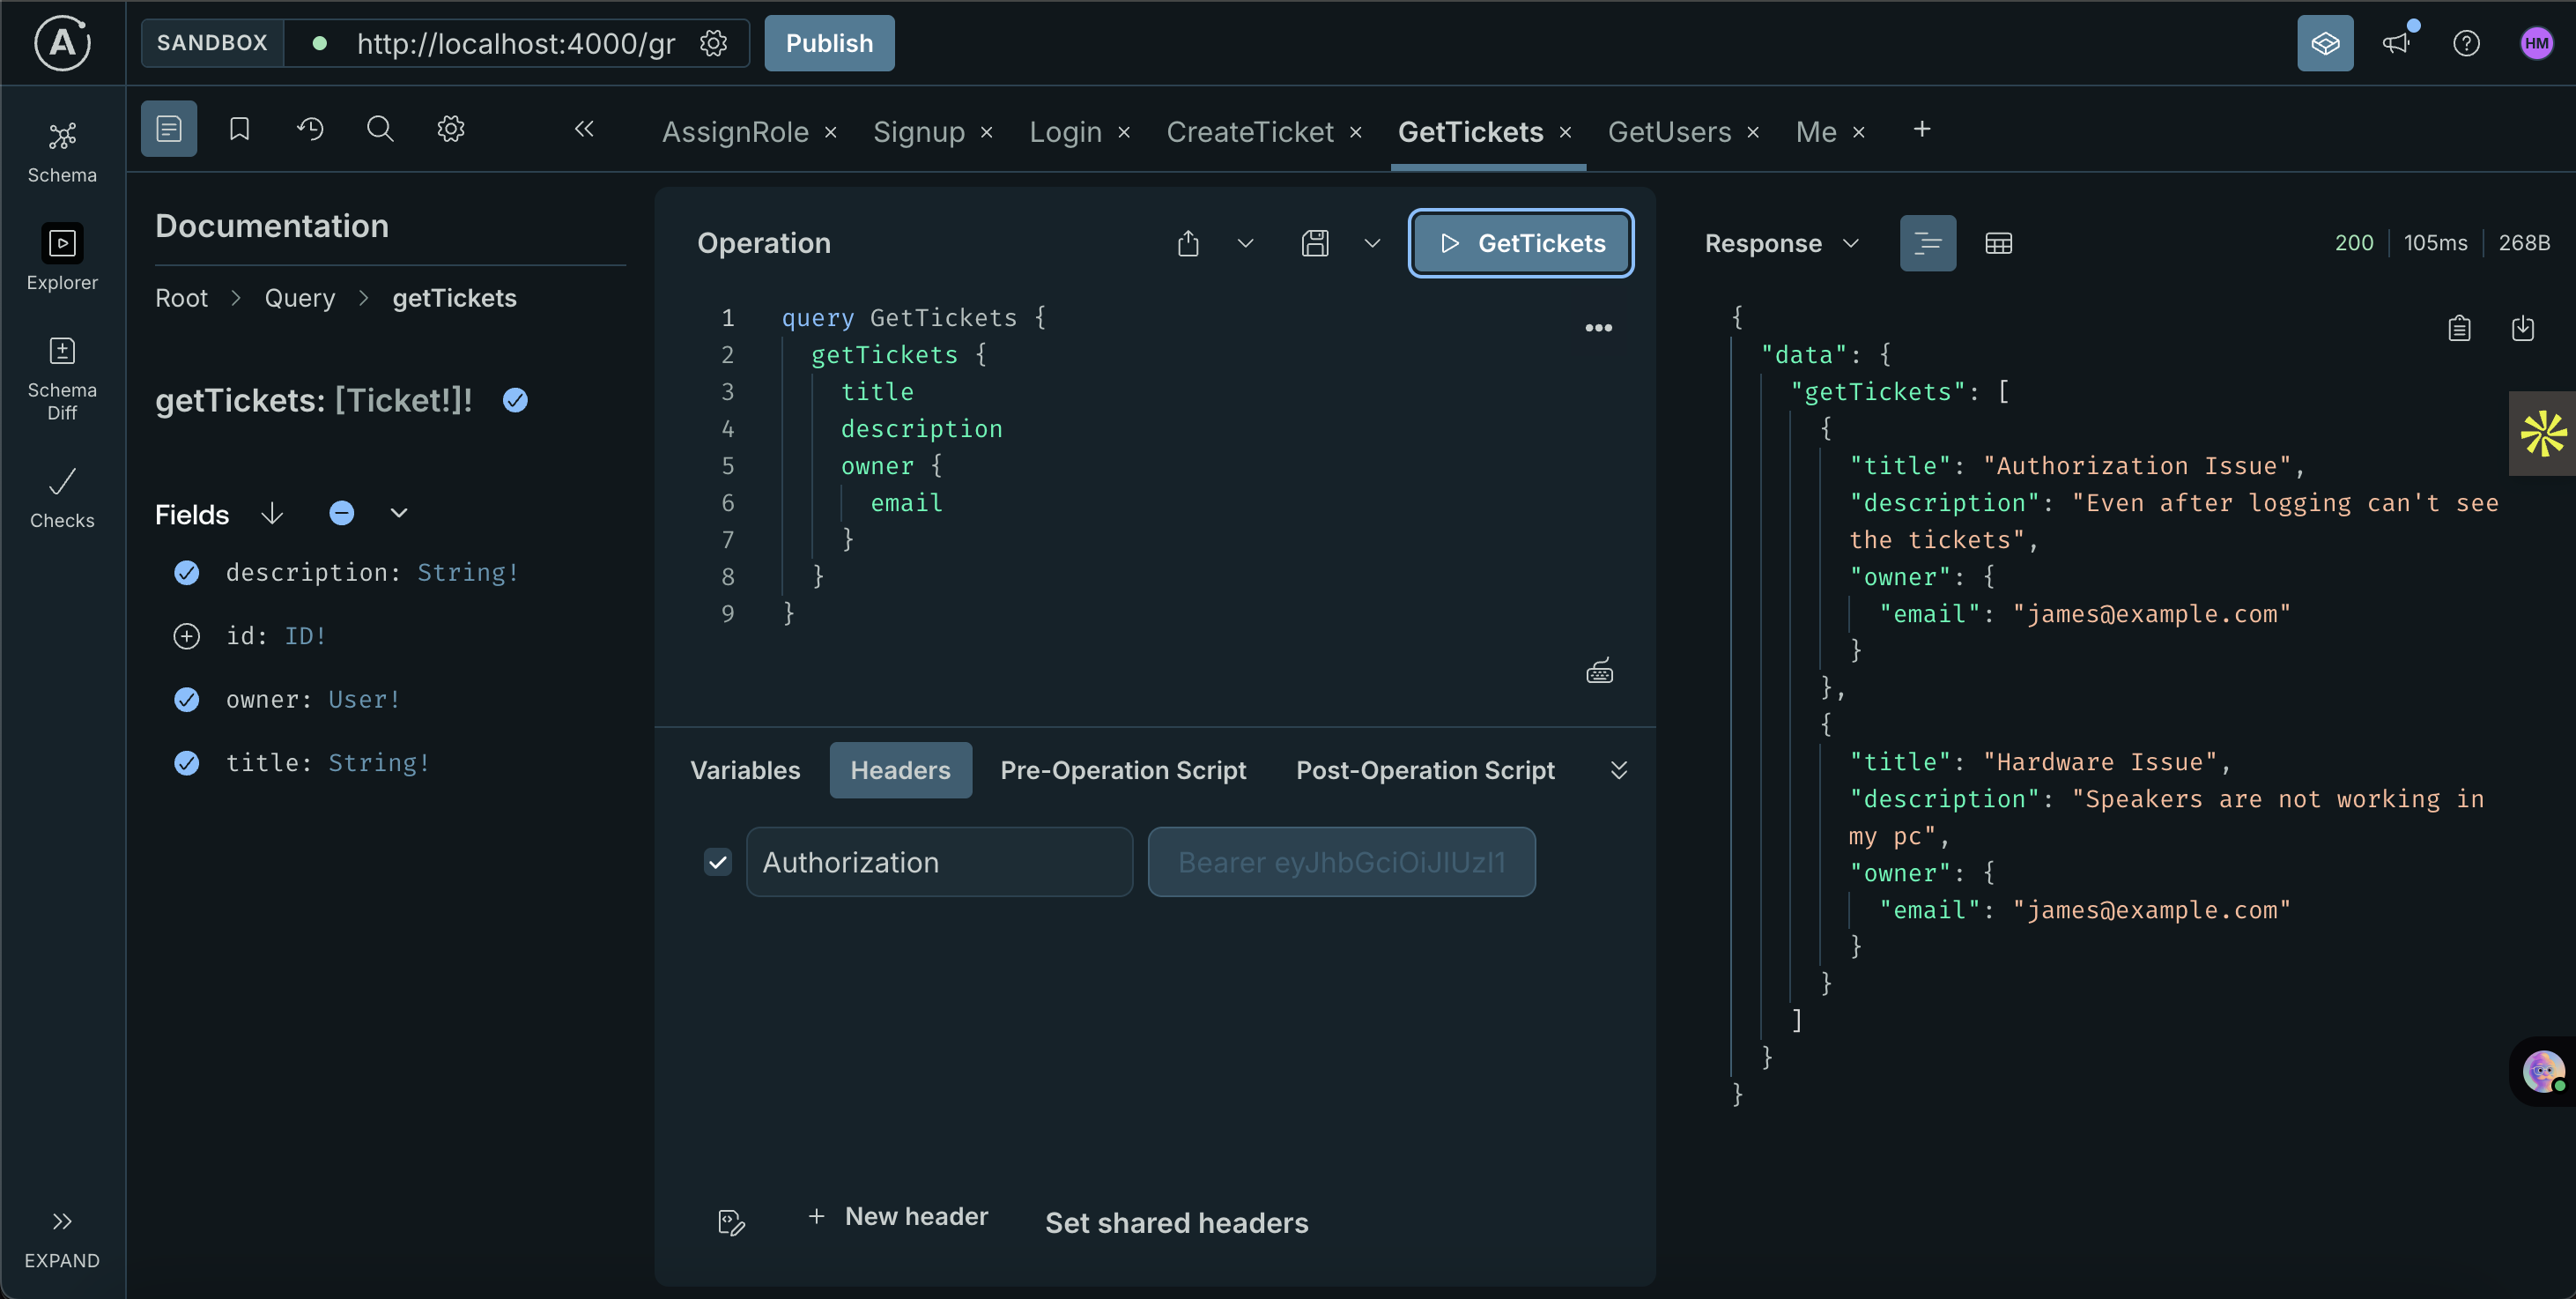 SANDBOX http://localhost:4000/gr Publish HM
Schema
Explorer
Schema
Diff
Checks
EXPAND
AssignRole × Signup × Login × CreateTicket × GetTickets × GetUsers × Me × +
Documentation
Root > Query > getTickets
getTickets: [Ticket!]!
Fields
description: String!
id: ID!
owner: User!
title: String!
Operation
GetTickets
1 query GetTickets {
2 getTickets {
3 title
4 description
5 owner {
6 email
7 }
8 }
9 }
Variables Headers Pre-Operation Script Post-Operation Script
Authorization Bearer eyJhbGciOiJIUzI1
+ New header Set shared headers
Response 200 105ms 268B
{
"data": {
"getTickets": [
{
"title": "Authorization Issue",
"description": "Even after logging can't see
the tickets",
"owner": {
"email": "james@example.com"
}
},
{
"title": "Hardware Issue",
"description": "Speakers are not working in
my pc",
"owner": {
"email": "james@example.com"
}
}
]
}
}